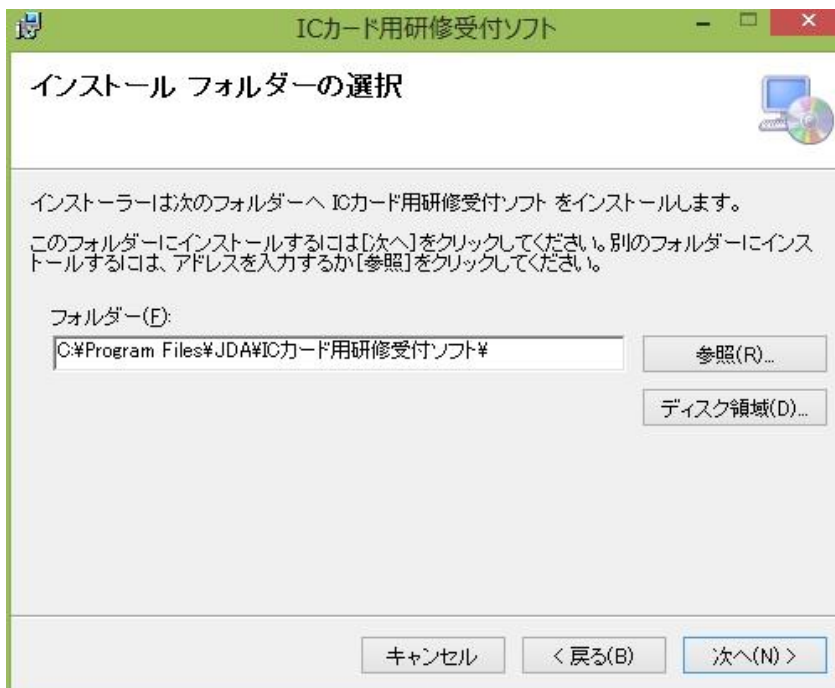 ICカード用研修受付ソフト
インストール フォルダーの選択
インストーラーは次のフォルダーへ ICカード用研修受付ソフト をインストールします。
このフォルダーにインストールするには[次へ]をクリックしてください。別のフォルダーにインス
トールするには、アドレスを入力するか[参照]をクリックしてください。
フォルダー(F):
C:¥Program Files¥JDA¥ICカード用研修受付ソフト¥
参照(R)...
ディスク領域(D)...
キャンセル
< 戻る(B)
次へ(N) >